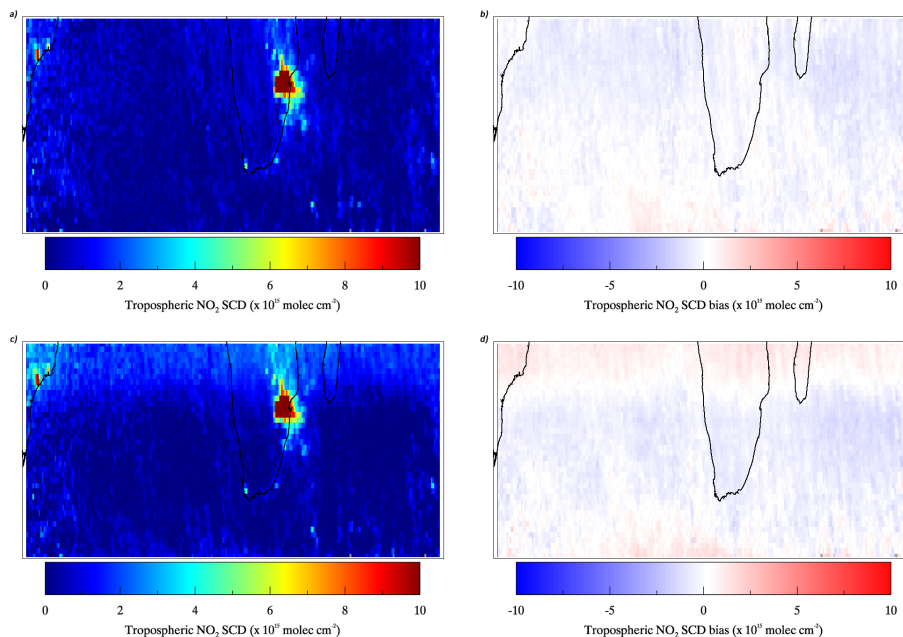 a)
b)
0 2 4 6 8 10
Tropospheric NO₂ SCD (x 10¹⁵ molec cm⁻²)
-10 -5 0 5 10
Tropospheric NO₂ SCD bias (x 10¹⁵ molec cm⁻²)
c)
d)
0 2 4 6 8 10
Tropospheric NO₂ SCD (x 10¹⁵ molec cm⁻²)
-10 -5 0 5 10
Tropospheric NO₂ SCD bias (x 10¹⁵ molec cm⁻²)